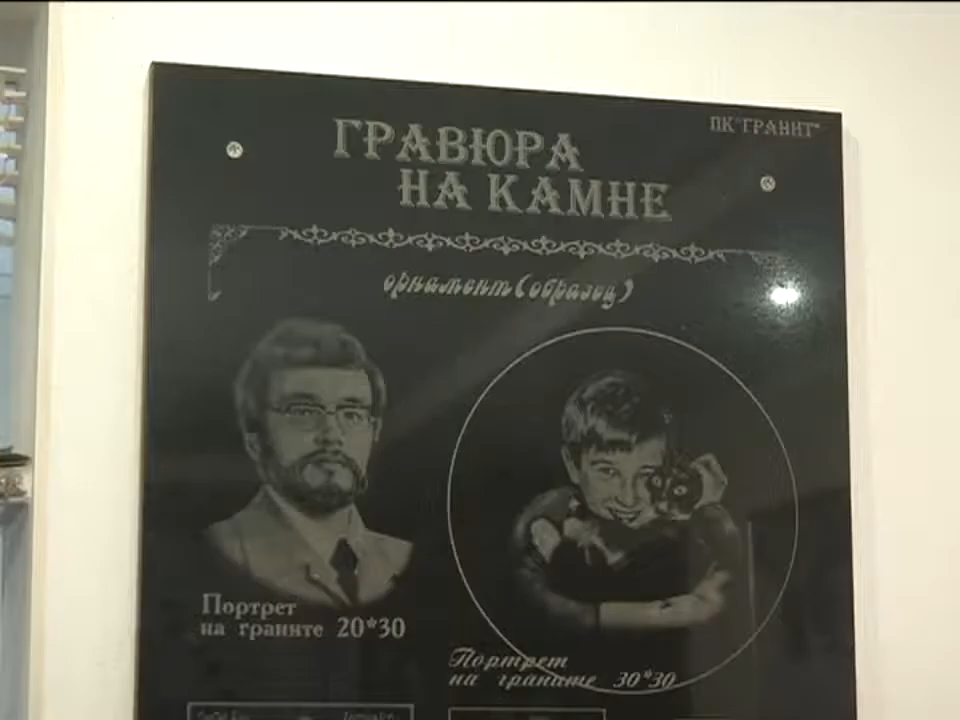 ПК "ГРАНИТ"
ГРАВЮРА
НА КАМНЕ
орнамент (образец)
Портрет
на граните 20*30
Портрет
на граните 30*30